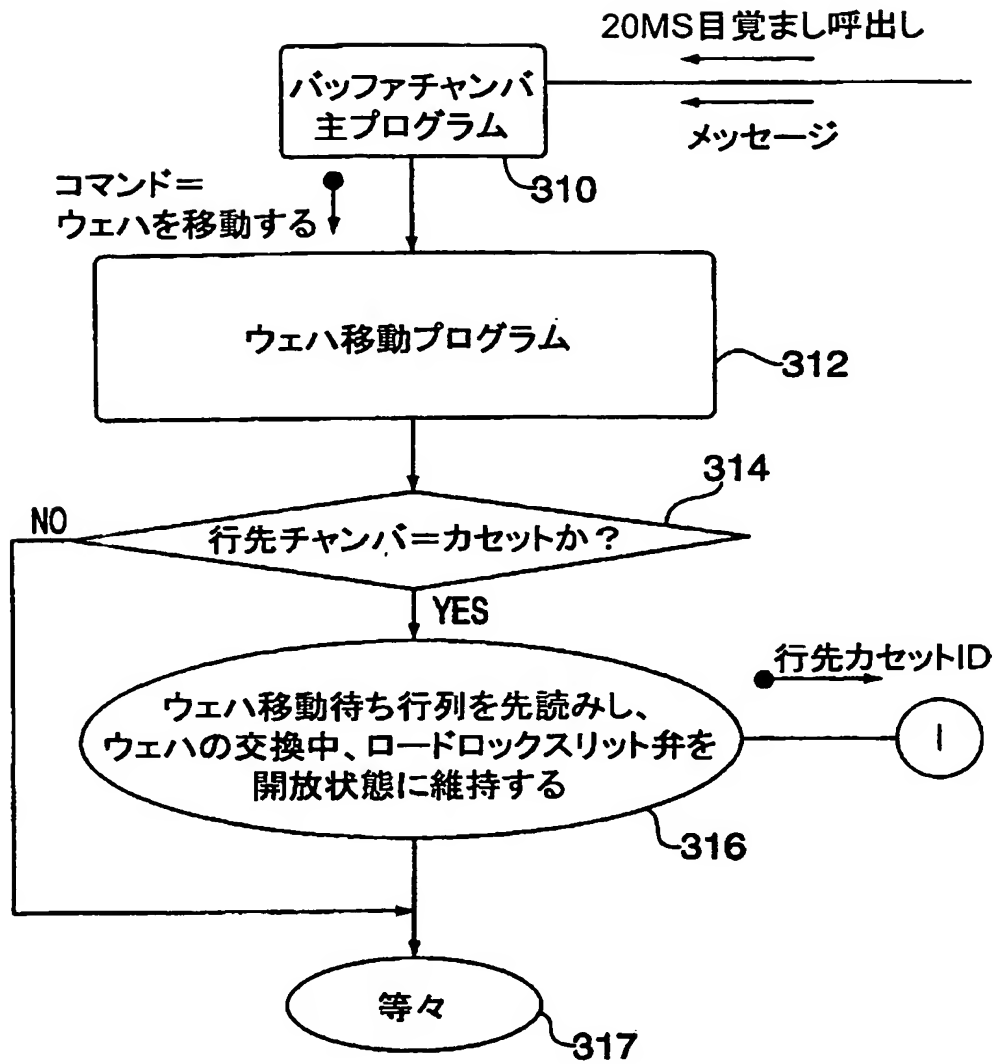 20MS目覚まし呼出し
バッファチャンバ
主プログラム
メッセージ
310
コマンド＝
ウェハを移動する
ウェハ移動プログラム
312
314
NO
行先チャンバ＝カセットか？
YES
行先カセットID
ウェハ移動待ち行列を先読みし、
ウェハの交換中、ロードロックスリット弁を
開放状態に維持する
I
316
等々
317